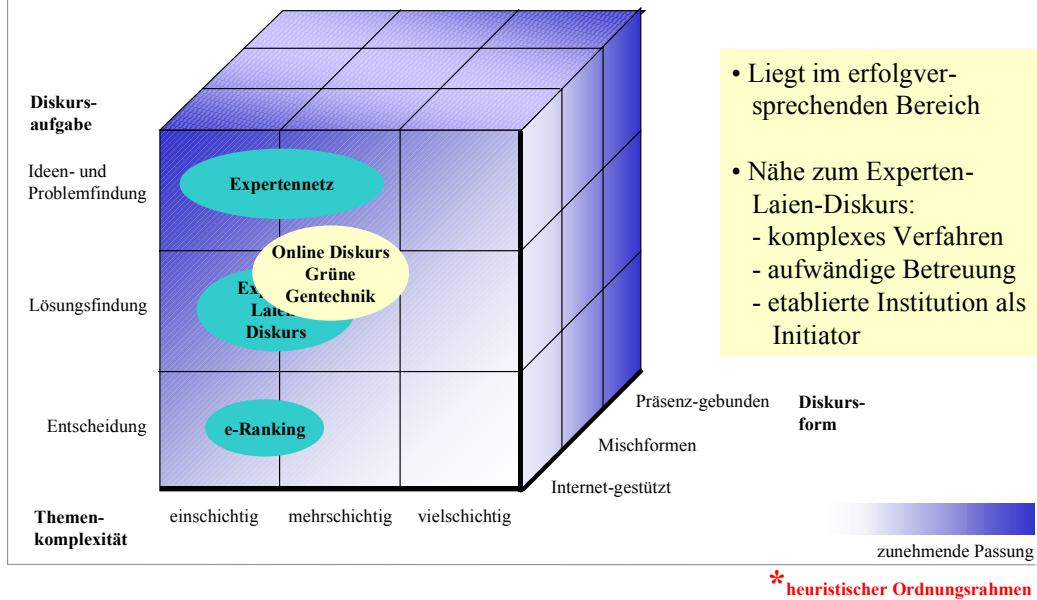 Diskurs-
aufgabe
Ideen- und
Problemfindung
Lösungsfindung
Entscheidung
Expertennetz
Online Diskurs
Grüne
Gentechnik
Exp
Laien
Diskurs
e-Ranking
Themen-
komplexität
einschichtig
mehrschichtig
vielschichtig
Präsenz-gebunden
Mischformen
Internet-gestützt
Diskurs-
form
• Liegt im erfolgver-
sprechenden Bereich
• Nähe zum Experten-
Laien-Diskurs:
- komplexes Verfahren
- aufwändige Betreuung
- etablierte Institution als
Initiator
zunehmende Passung
*heuristischer Ordnungsrahmen